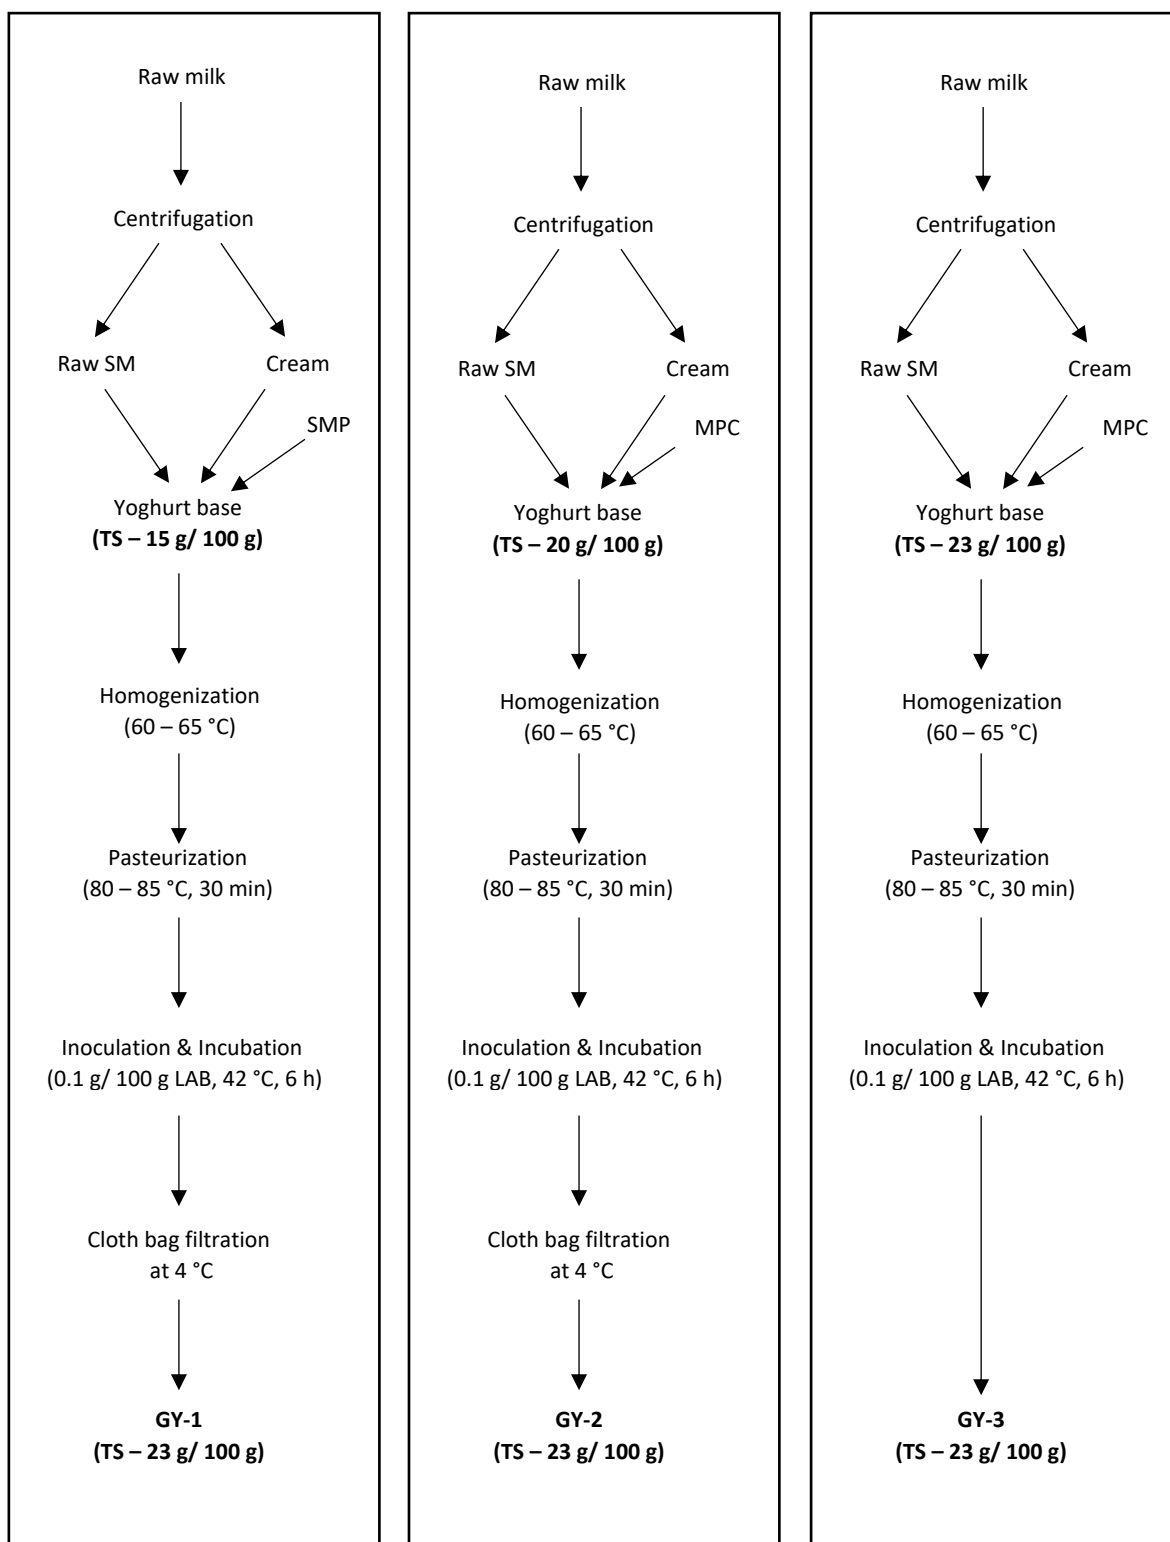 Raw milk
Centrifugation
Raw SM
Cream
SMP
Yoghurt base
(TS – 15 g/ 100 g)
Homogenization
(60 – 65 °C)
Pasteurization
(80 – 85 °C, 30 min)
Inoculation & Incubation
(0.1 g/ 100 g LAB, 42 °C, 6 h)
Cloth bag filtration
at 4 °C
GY-1
(TS – 23 g/ 100 g)
Raw milk
Centrifugation
Raw SM
Cream
MPC
Yoghurt base
(TS – 20 g/ 100 g)
Homogenization
(60 – 65 °C)
Pasteurization
(80 – 85 °C, 30 min)
Inoculation & Incubation
(0.1 g/ 100 g LAB, 42 °C, 6 h)
Cloth bag filtration
at 4 °C
GY-2
(TS – 23 g/ 100 g)
Raw milk
Centrifugation
Raw SM
Cream
MPC
Yoghurt base
(TS – 23 g/ 100 g)
Homogenization
(60 – 65 °C)
Pasteurization
(80 – 85 °C, 30 min)
Inoculation & Incubation
(0.1 g/ 100 g LAB, 42 °C, 6 h)
GY-3
(TS – 23 g/ 100 g)